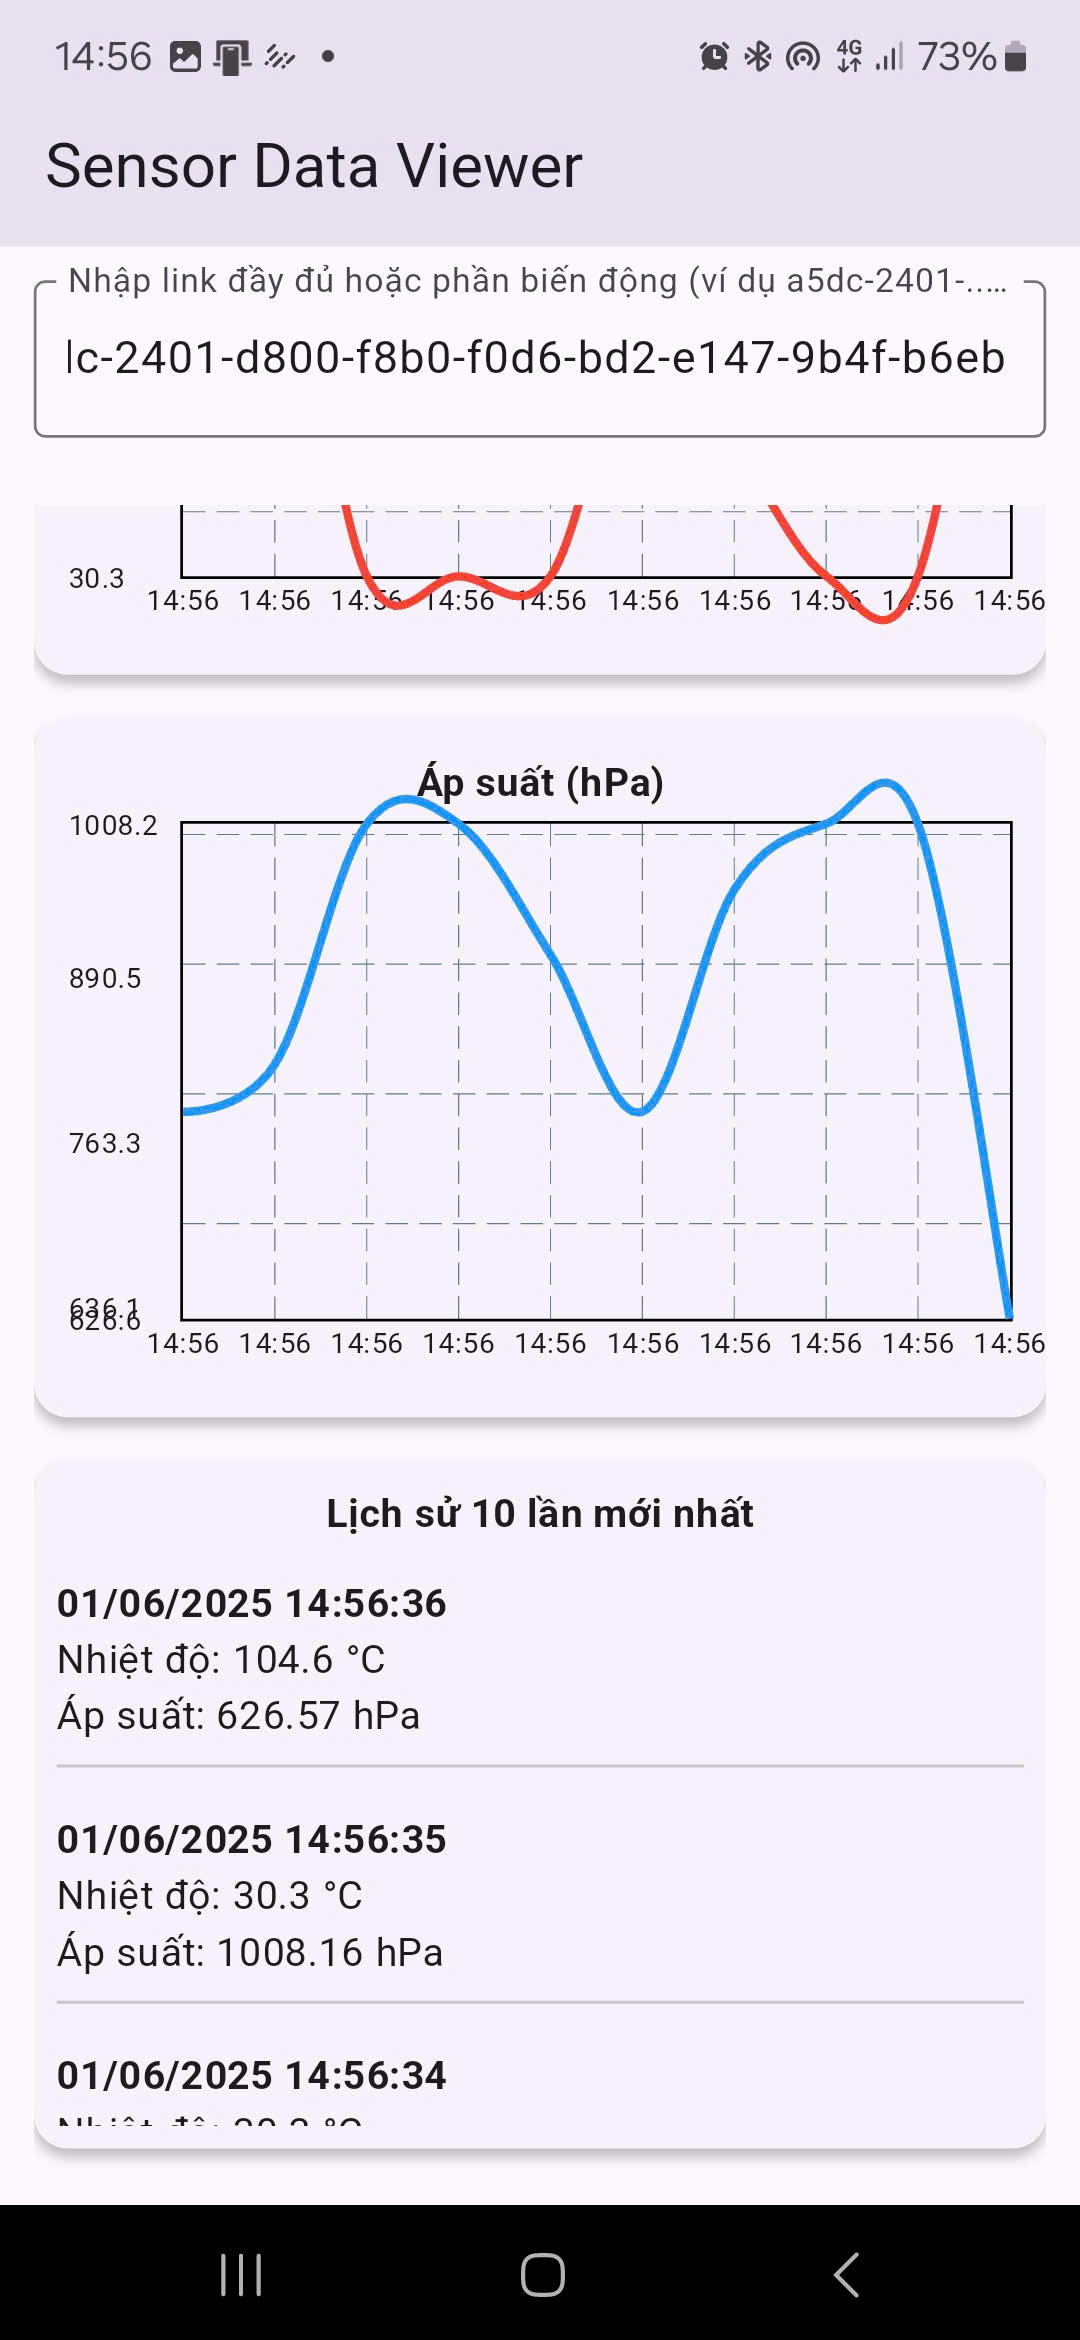 14:56
4G
73%
Sensor Data Viewer
Nhập link đầy đủ hoặc phần biến động (ví dụ a5dc-2401-.…
c-2401-d800-f8b0-f0d6-bd2-e147-9b4f-b6eb
30.3
14:56 14:56 14:56 14:56 14:56 14:56 14:56 14:56 14:56 14:56
Áp suất (hPa)
1008.2
890.5
763.3
636.1
626.6
14:56 14:56 14:56 14:56 14:56 14:56 14:56 14:56 14:56 14:56
Lịch sử 10 lần mới nhất
01/06/2025 14:56:36
Nhiệt độ: 104.6 °C
Áp suất: 626.57 hPa
01/06/2025 14:56:35
Nhiệt độ: 30.3 °C
Áp suất: 1008.16 hPa
01/06/2025 14:56:34
Nhiệt độ: